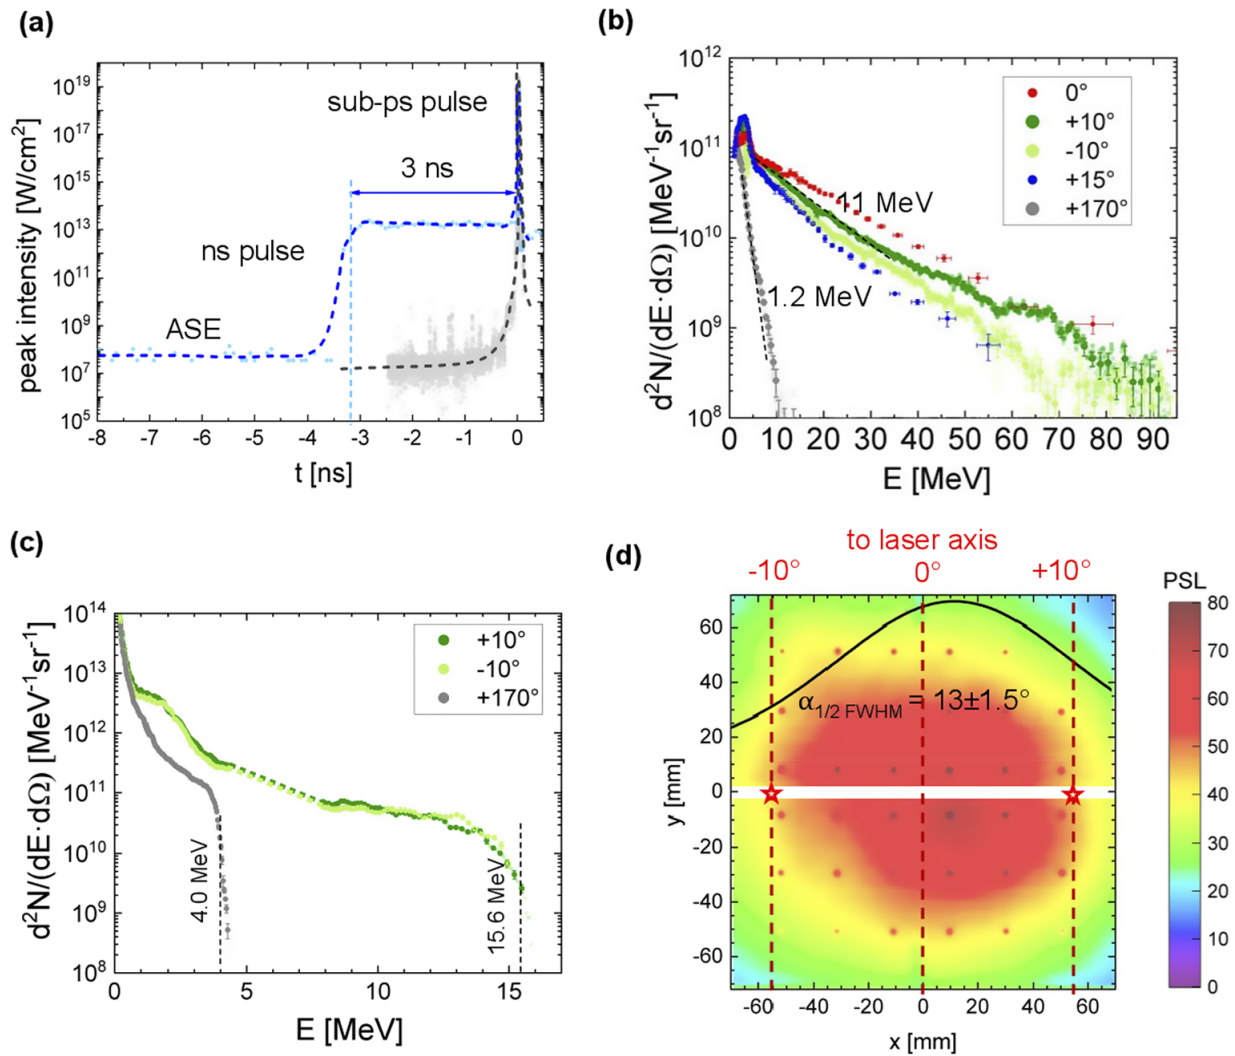 (a)
peak intensity [W/cm²]
10¹⁹
10¹⁷
10¹⁵
10¹³
10¹¹
10⁹
10⁷
10⁵
sub-ps pulse
3 ns
ns pulse
ASE
-8 -7 -6 -5 -4 -3 -2 -1 0
t [ns]
(b)
d²N/(dE·dΩ) [MeV⁻¹sr⁻¹]
10¹²
10¹¹
10¹⁰
10⁹
10⁸
0°
+10°
-10°
+15°
+170°
11 MeV
1.2 MeV
0 10 20 30 40 50 60 70 80 90
E [MeV]
(c)
d²N/(dE·dΩ) [MeV⁻¹sr⁻¹]
10¹⁴
10¹³
10¹²
10¹¹
10¹⁰
10⁹
10⁸
+10°
-10°
+170°
4.0 MeV
15.6 MeV
0 5 10 15
E [MeV]
(d)
to laser axis
-10° 0° +10°
PSL
α1/2 FWHM = 13±1.5°
y [mm]
60
40
20
0
-20
-40
-60
-60 -40 -20 0 20 40 60
x [mm]
80
70
60
50
40
30
20
10
0